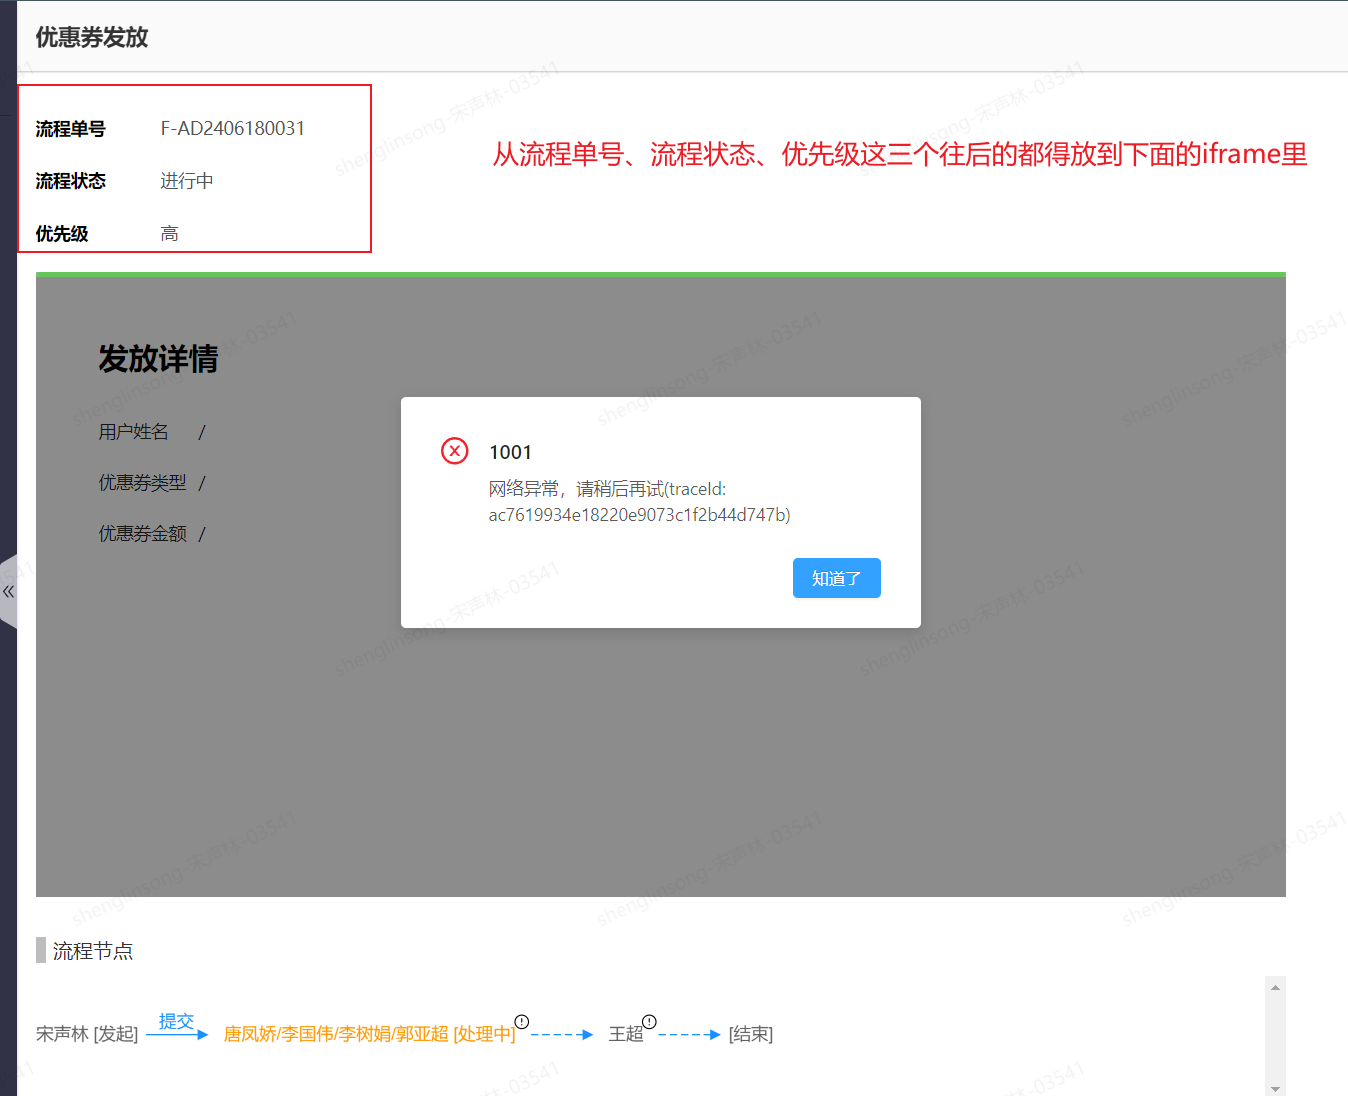 优惠券发放
流程单号 F-AD2406180031
从流程单号、流程状态、优先级这三个往后的都得放到下面的iframe里
流程状态 进行中
优先级 高
发放详情
用户姓名 /
优惠券类型 /
优惠券金额 /
1001
网络异常，请稍后再试(traceId:
ac7619934e18220e9073c1f2b44d747b)
知道了
流程节点
宋声林 [发起] 提交 唐凤娇/李国伟/李树娟/郭亚超 [处理中] 王超 [结束]
shenglinsong-宋声林-03541